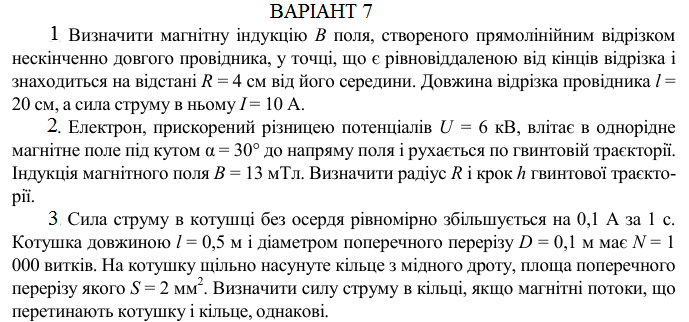 ВАРІАНТ 7
1 Визначити магнітну індукцію B поля, створеного прямолінійним відрізком
нескінченно довгого провідника, у точці, що є рівновіддаленою від кінців відрізка і
знаходиться на відстані R = 4 см від його середини. Довжина відрізка провідника l =
20 см, а сила струму в ньому I = 10 А.
2. Електрон, прискорений різницею потенціалів U = 6 кВ, влітає в однорідне
магнітне поле під кутом α = 30° до напряму поля і рухається по гвинтовій траєкторії.
Індукція магнітного поля B = 13 мТл. Визначити радіус R і крок h гвинтової траєкто-
рії.
3. Сила струму в котушці без осердя рівномірно збільшується на 0,1 А за 1 с.
Котушка довжиною l = 0,5 м і діаметром поперечного перерізу D = 0,1 м має N = 1
000 витків. На котушку щільно насунуте кільце з мідного дроту, площа поперечного
перерізу якого S = 2 мм². Визначити силу струму в кільці, якщо магнітні потоки, що
перетинають котушку і кільце, однакові.